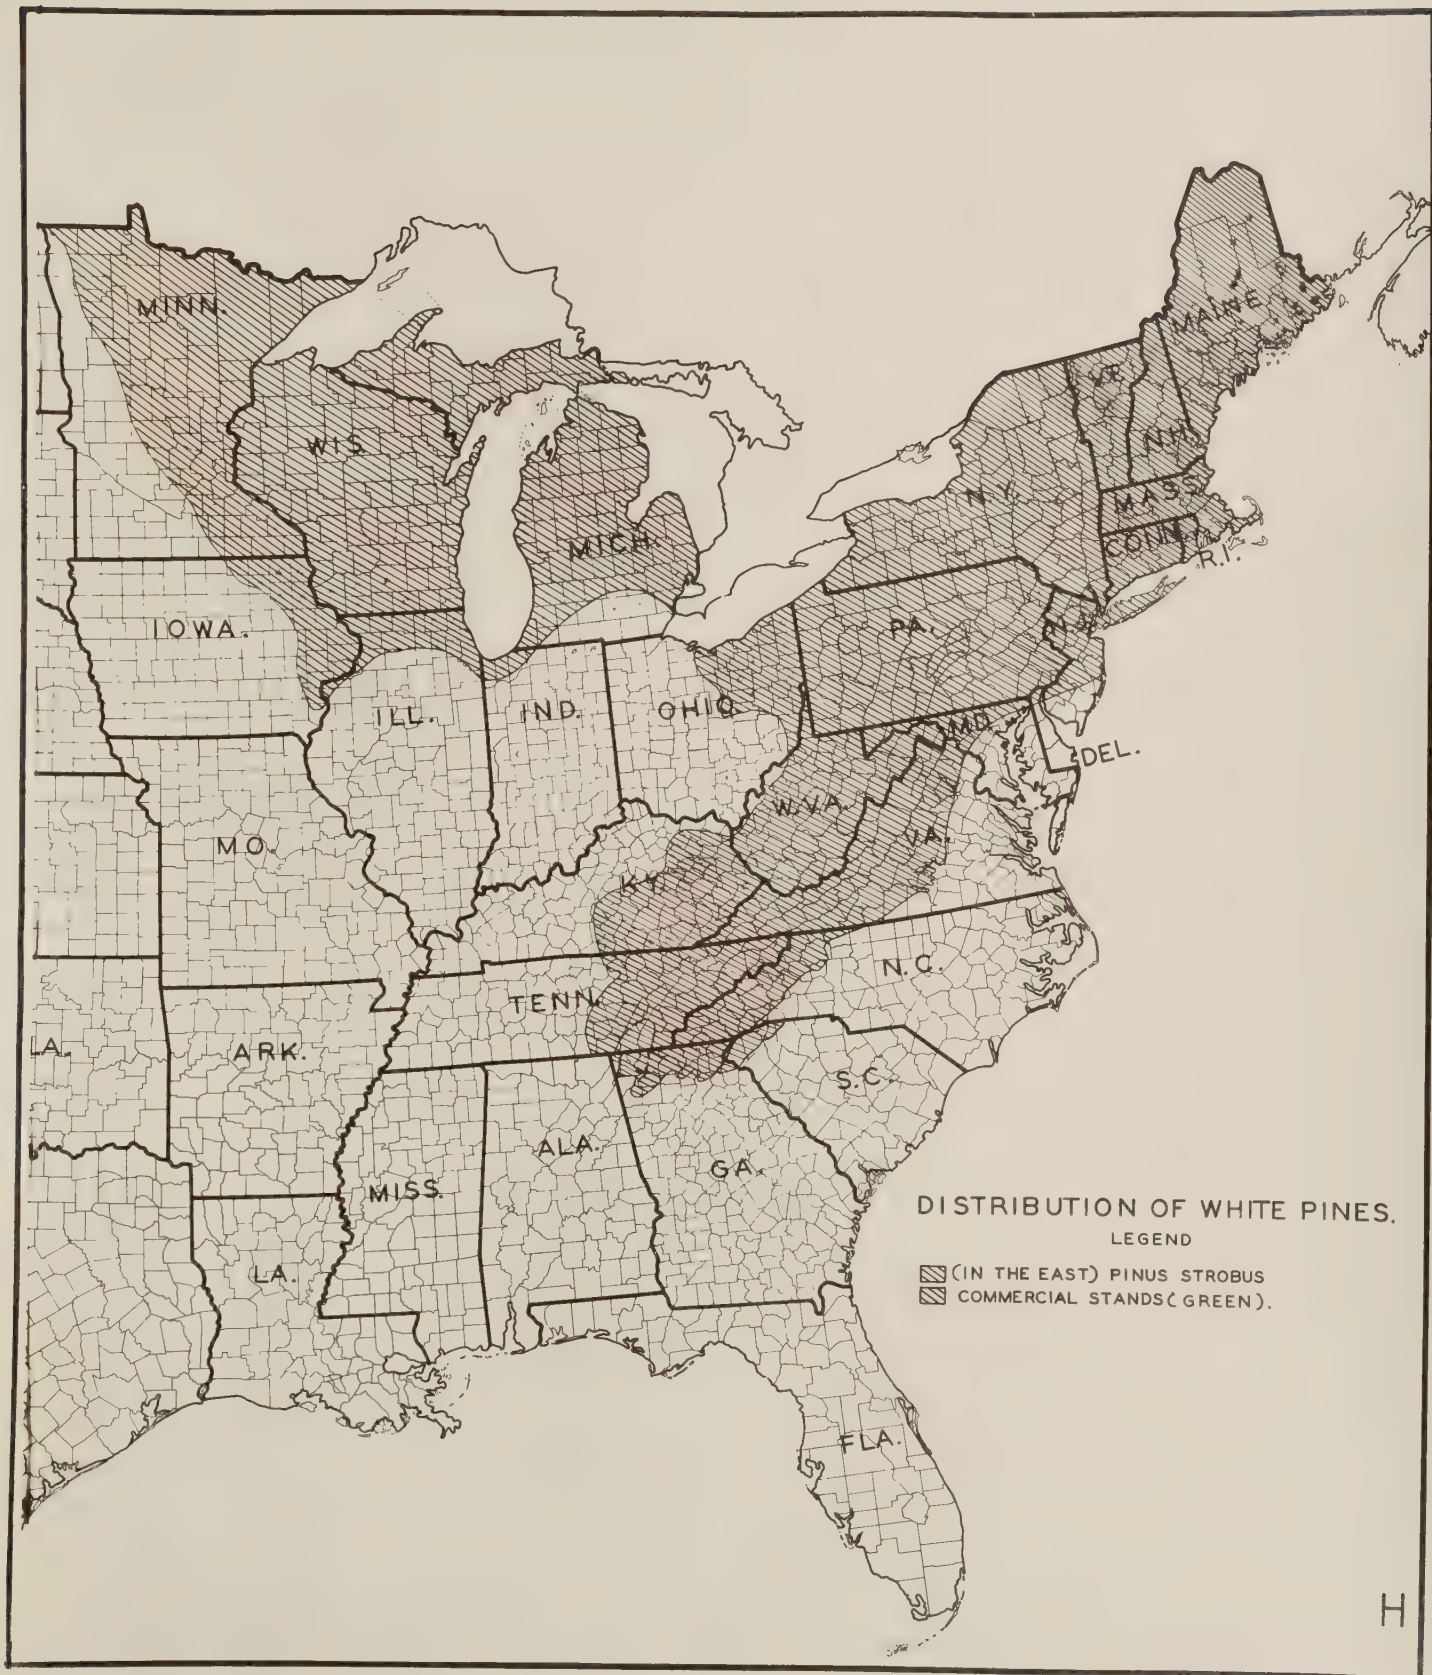 MAINE
MINN.
VT.
WIS.
N.H.
N.Y.
MASS.
MICH.
CONN.
R.I.
IOWA.
PA.
N.J.
ILL.
IND.
OHIO
MD.
DEL.
W.VA.
MO.
VA.
KY.
N.C.
TENN.
LA.
ARK.
S.C.
ALA.
GA.
MISS.
LA.
DISTRIBUTION OF WHITE PINES.
LEGEND
(IN THE EAST) PINUS STROBUS
COMMERCIAL STANDS (GREEN).
FLA.
H